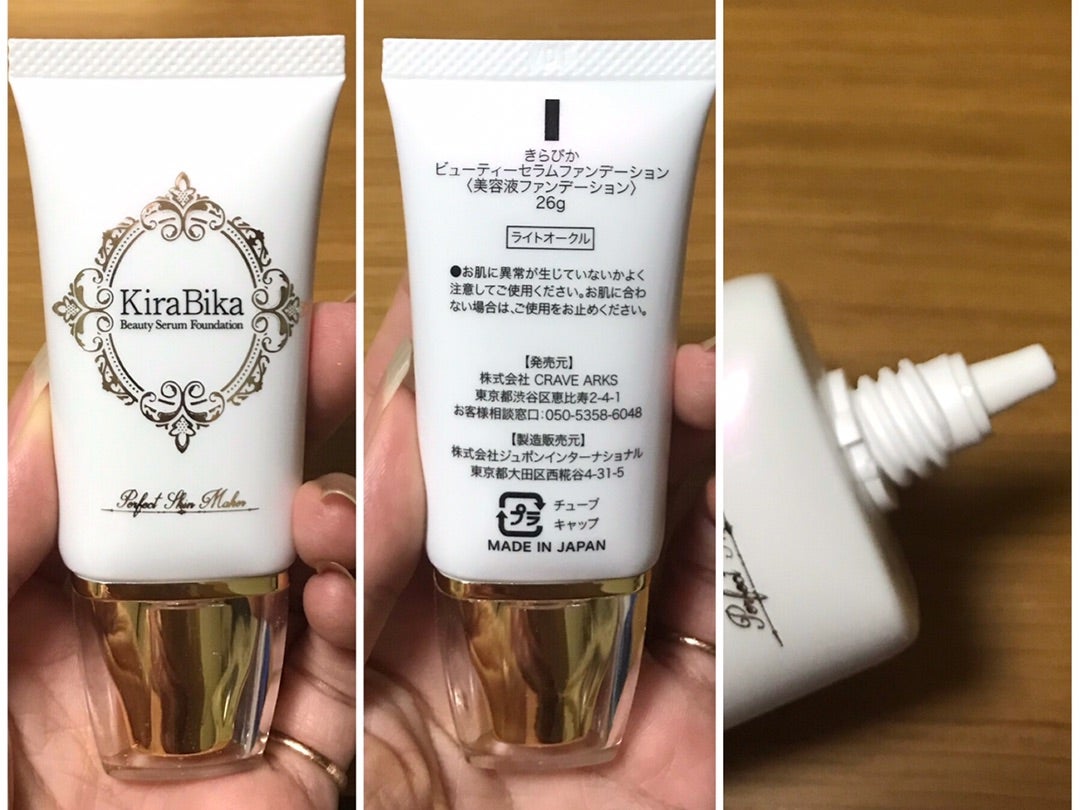 KiraBika
Beauty Serum Foundation
Perfect Skin Maker
きらびか
ビューティーセラムファンデーション
〈美容液ファンデーション〉
26g
ライトオークル
●お肌に異常が生じていないかよく
注意してご使用ください。お肌に合わ
ない場合は、ご使用をお止めください。
【発売元】
株式会社 CRAVE ARKS
東京都渋谷区恵比寿2-4-1
お客様相談窓口:050-5358-6048
【製造販売元】
株式会社ジュポンインターナショナル
東京都大田区西糀谷4-31-5
プラ
チューブ
キャップ
MADE IN JAPAN
Perfect